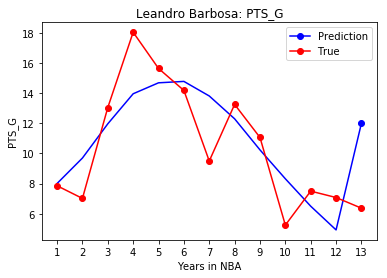 Leandro Barbosa: PTS_G
Prediction
True
PTS_G
18
16
14
12
10
8
6
1 2 3 4 5 6 7 8 9 10 11 12 13
Years in NBA